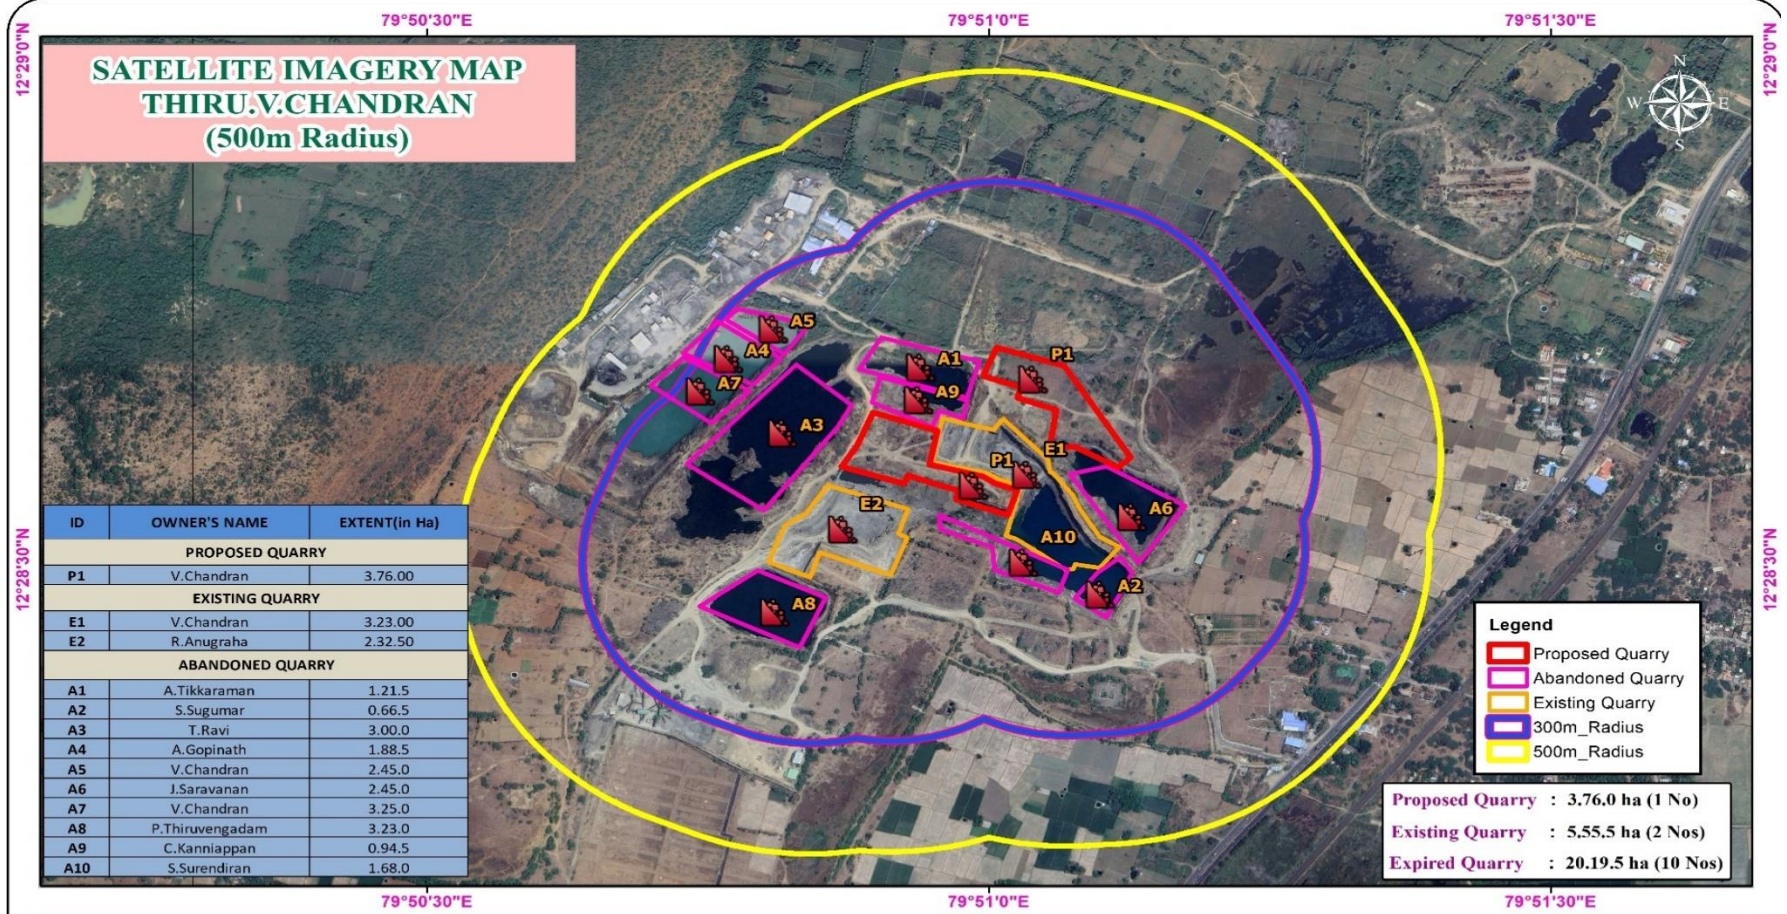 79°50'30"E 79°51'0"E 79°51'30"E
12°29'0"N 12°29'0"N
SATELLITE IMAGERY MAP
THIRU.V.CHANDRAN
(500m Radius)
N
W E
S
A5
A4
A7
A1
P1
A9
A3
E1
P1
E2
A6
A10
A2
A8
12°28'30"N 12°28'30"N
ID OWNER'S NAME EXTENT(in Ha)
PROPOSED QUARRY
P1 V.Chandran 3.76.00
EXISTING QUARRY
E1 V.Chandran 3.23.00
E2 R.Anugraha 2.32.50
ABANDONED QUARRY
A1 A.Tikkaraman 1.21.5
A2 S.Sugumar 0.66.5
A3 T.Ravi 3.00.0
A4 A.Gopinath 1.88.5
A5 V.Chandran 2.45.0
A6 J.Saravanan 2.45.0
A7 V.Chandran 3.25.0
A8 P.Thiruvengadam 3.23.0
A9 C.Kanniappan 0.94.5
A10 S.Surendiran 1.68.0
Legend
Proposed Quarry
Abandoned Quarry
Existing Quarry
300m_Radius
500m_Radius
Proposed Quarry : 3.76.0 ha (1 No)
Existing Quarry : 5.55.5 ha (2 Nos)
Expired Quarry : 20.19.5 ha (10 Nos)
79°50'30"E 79°51'0"E 79°51'30"E